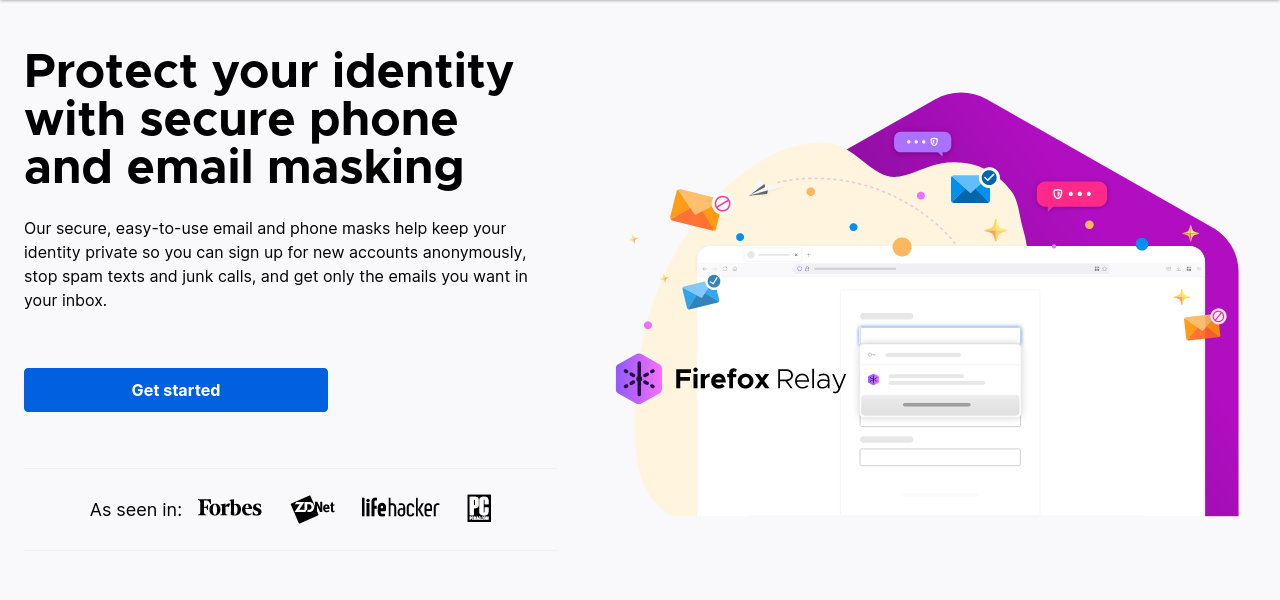 Protect your identity
with secure phone
and email masking
Our secure, easy-to-use email and phone masks help keep your
identity private so you can sign up for new accounts anonymously,
stop spam texts and junk calls, and get only the emails you want in
your inbox.
Get started
As seen in: Forbes ZDNet lifehacker PC PCMAG.COM
Firefox Relay